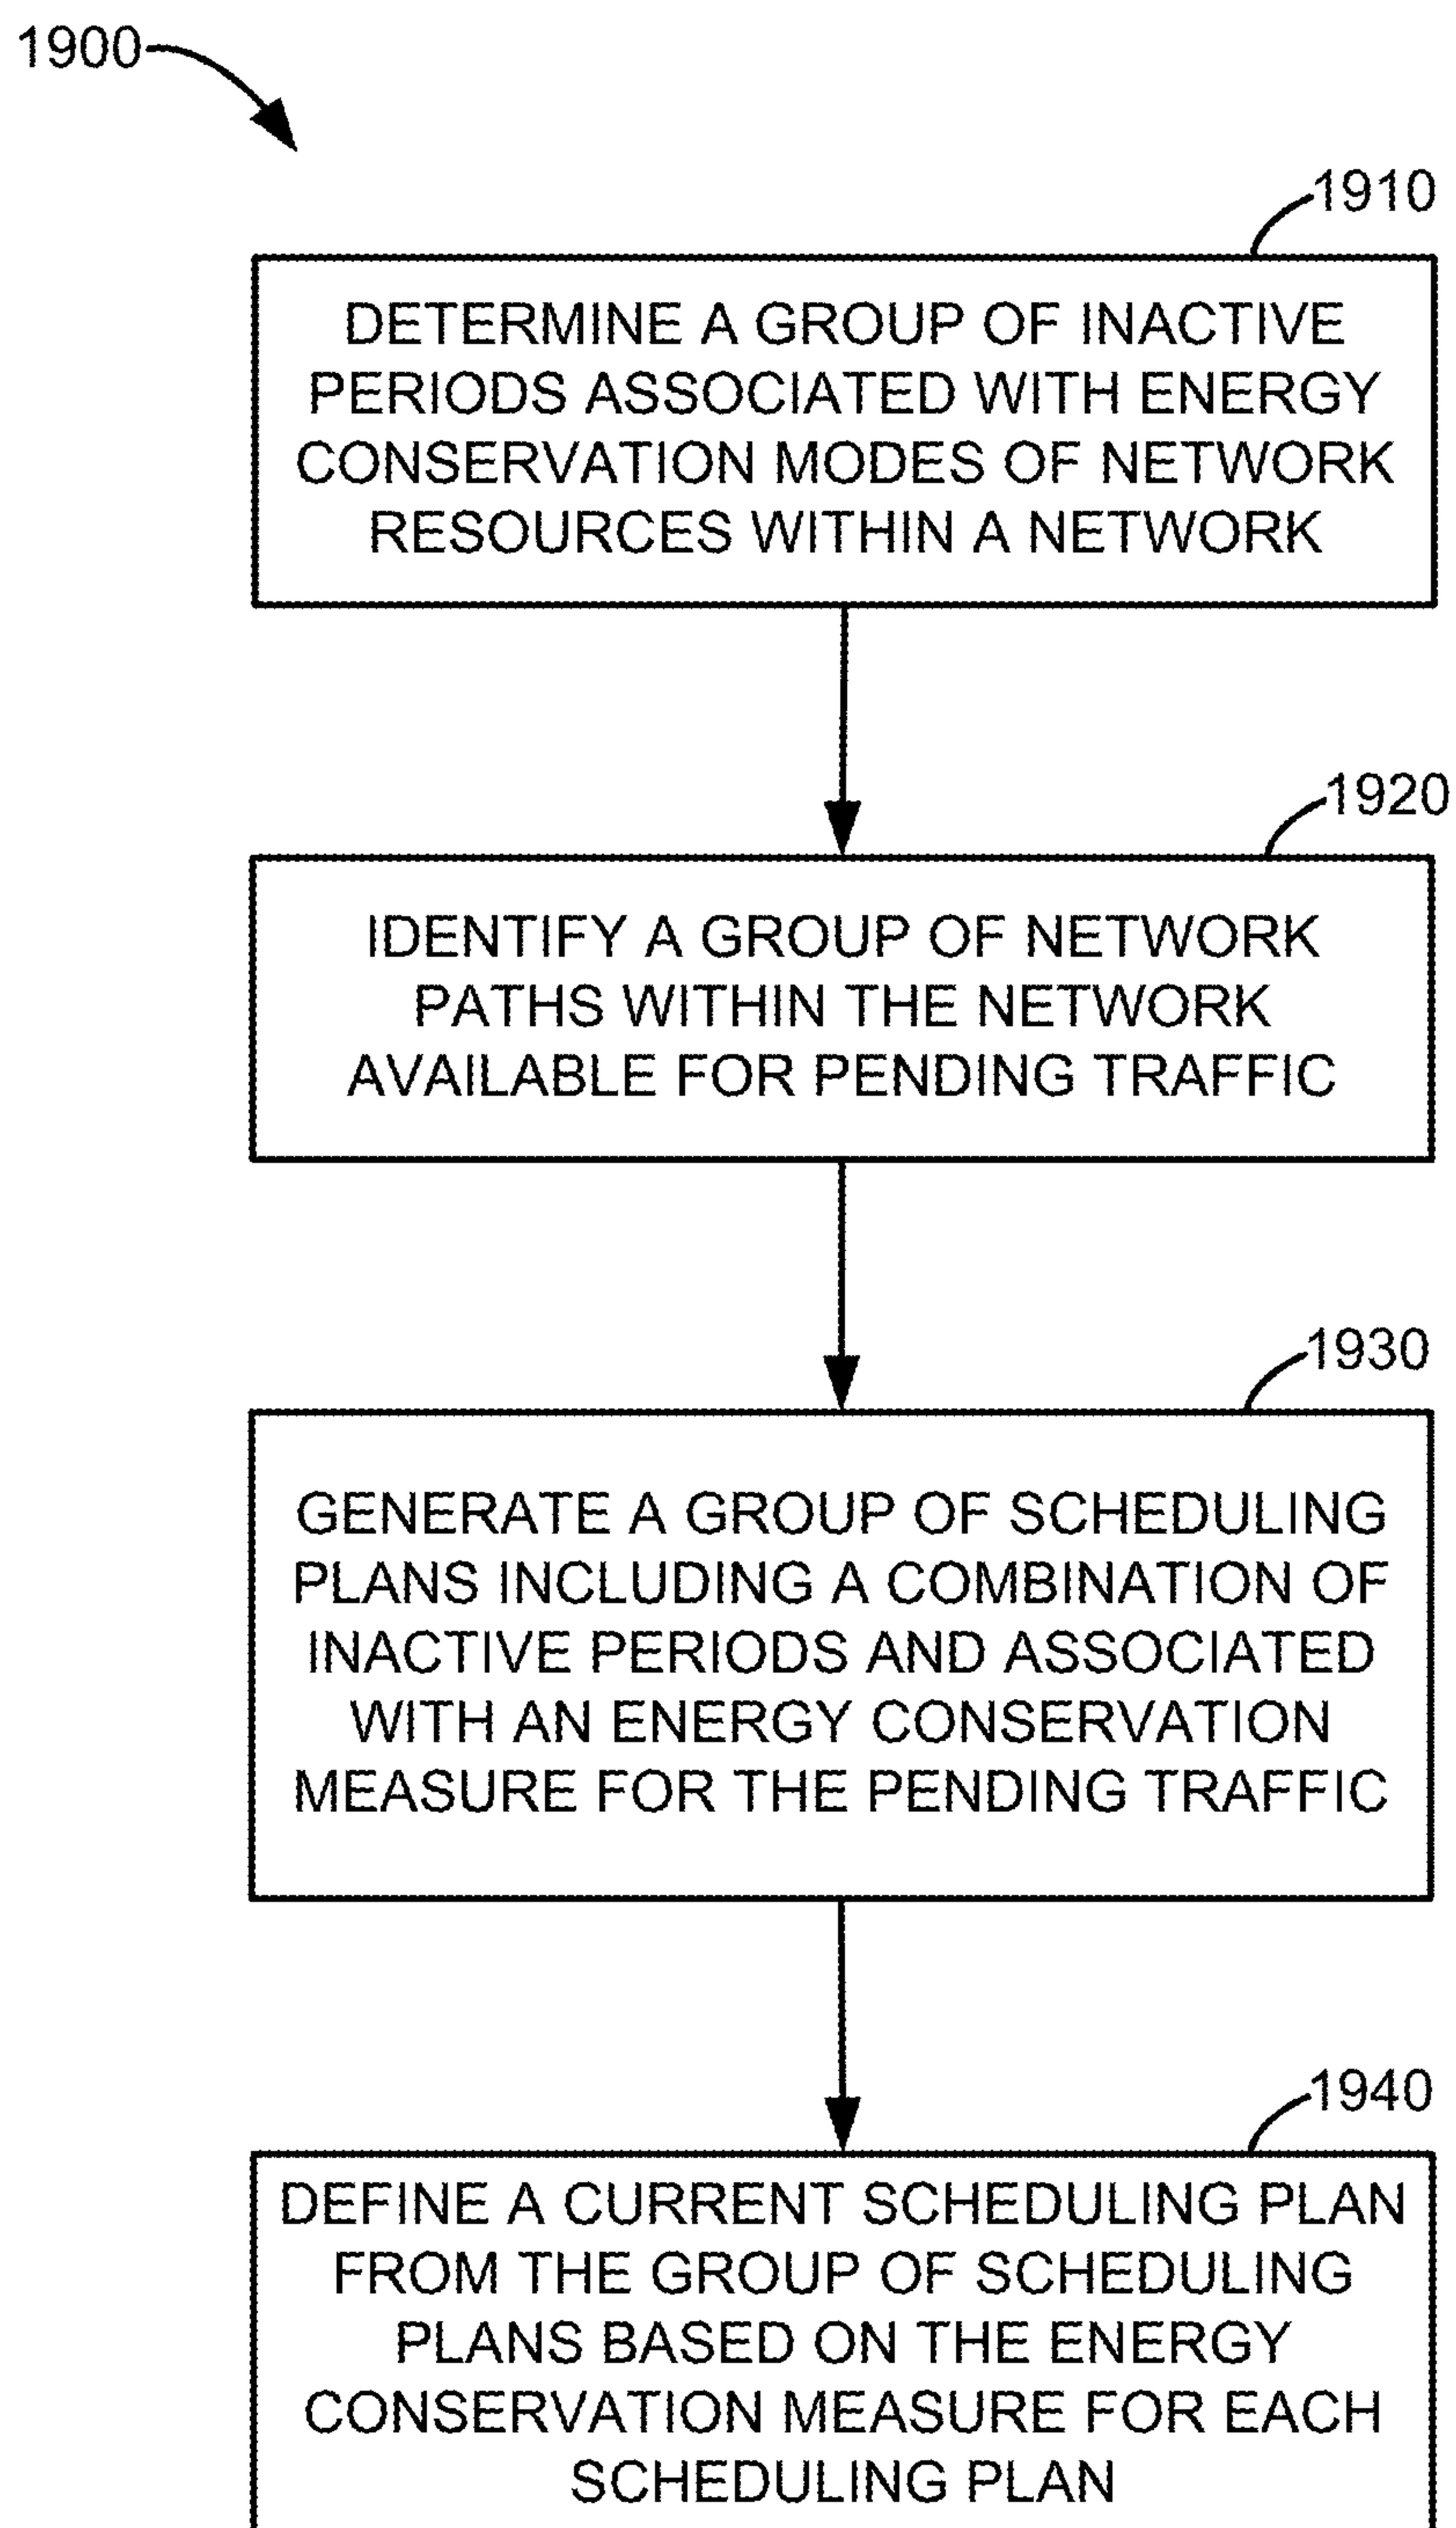 1900
1910
DETERMINE A GROUP OF INACTIVE
PERIODS ASSOCIATED WITH ENERGY
CONSERVATION MODES OF NETWORK
RESOURCES WITHIN A NETWORK
1920
IDENTIFY A GROUP OF NETWORK
PATHS WITHIN THE NETWORK
AVAILABLE FOR PENDING TRAFFIC
1930
GENERATE A GROUP OF SCHEDULING
PLANS INCLUDING A COMBINATION OF
INACTIVE PERIODS AND ASSOCIATED
WITH AN ENERGY CONSERVATION
MEASURE FOR THE PENDING TRAFFIC
1940
DEFINE A CURRENT SCHEDULING PLAN
FROM THE GROUP OF SCHEDULING
PLANS BASED ON THE ENERGY
CONSERVATION MEASURE FOR EACH
SCHEDULING PLAN